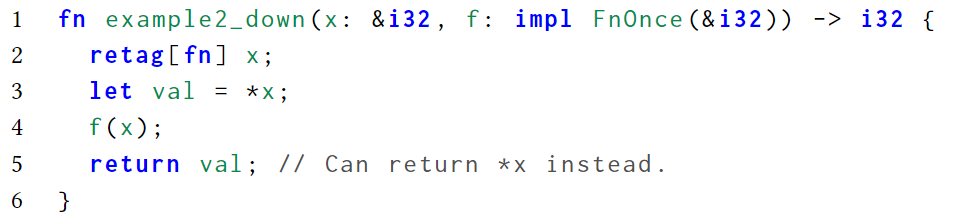 1 fn example2_down(x: &i32, f: impl FnOnce(&i32)) -> i32 {
2   retag[fn] x;
3   let val = *x;
4   f(x);
5   return val; // Can return *x instead.
6 }